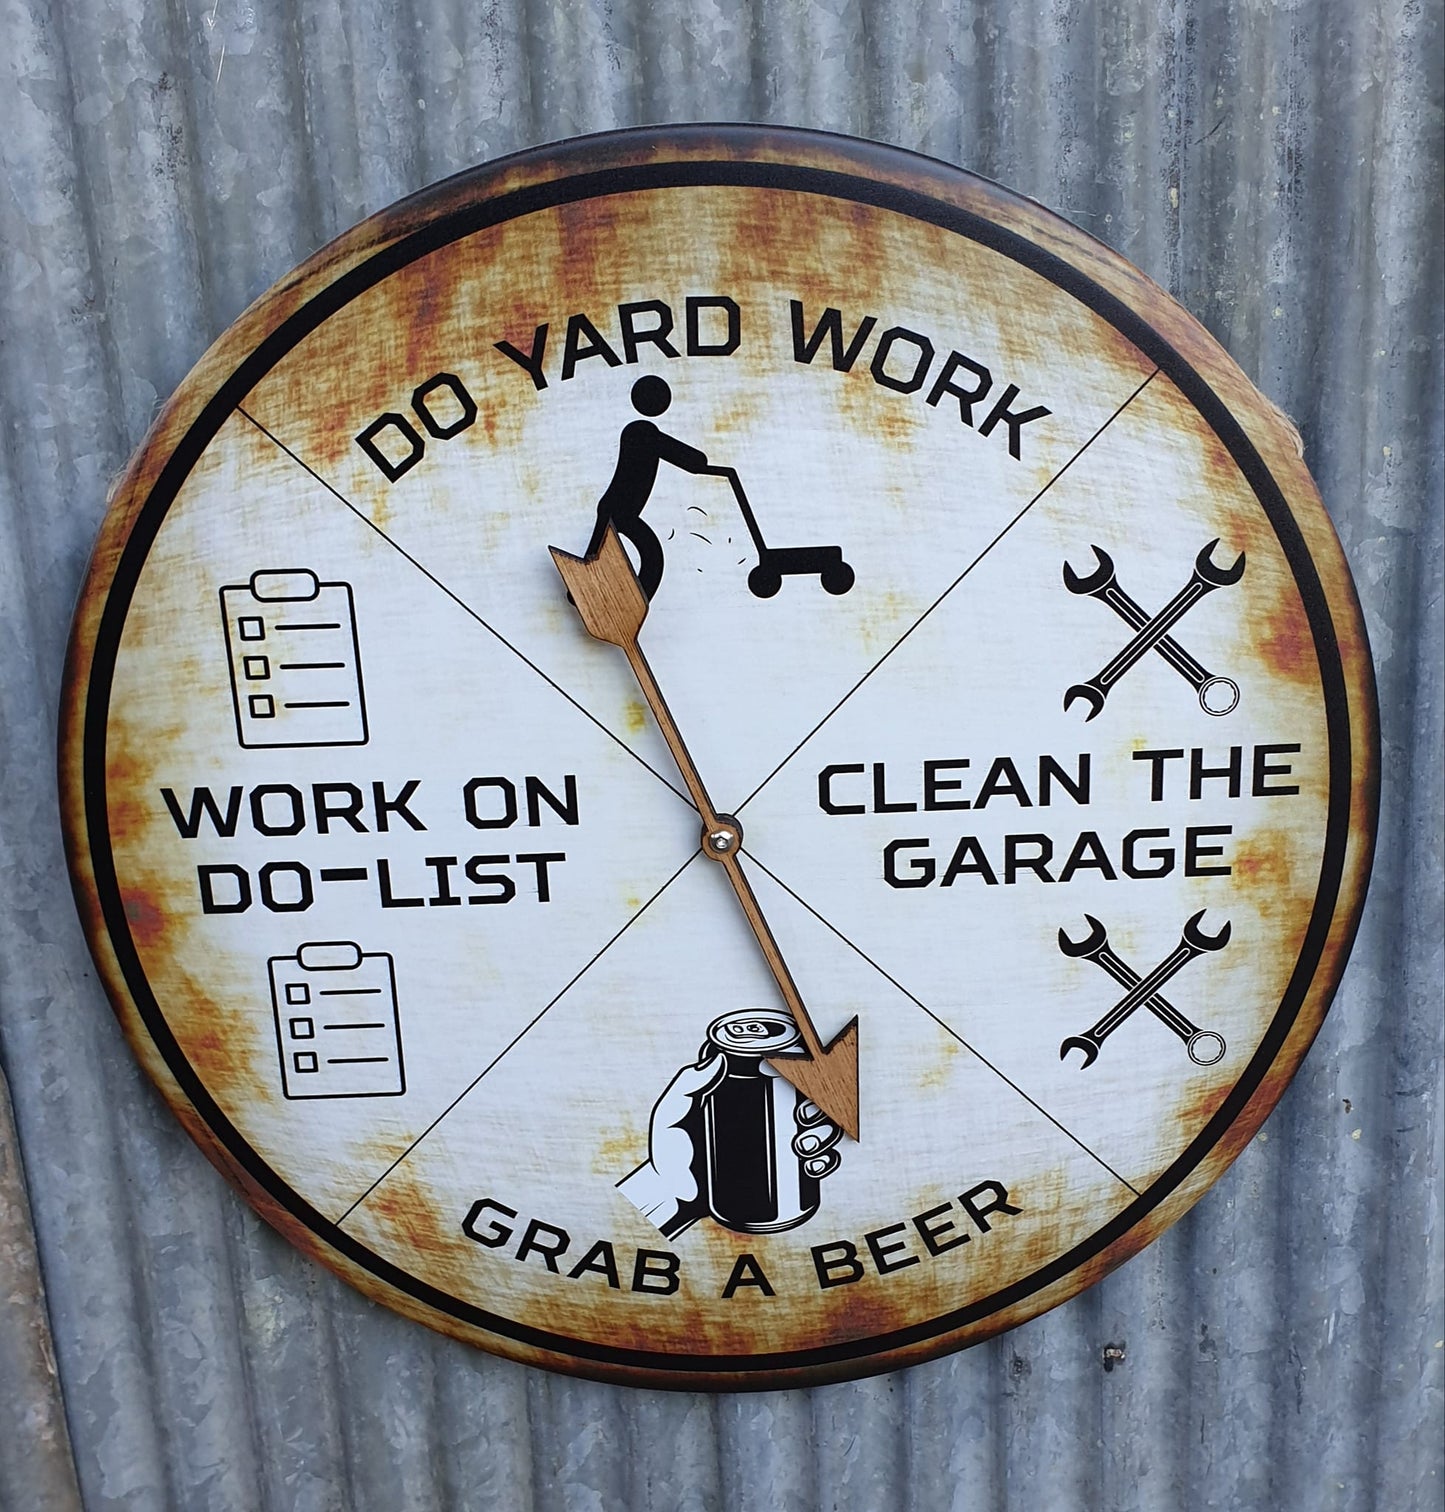 DO YARD WORK
WORK ON
DO-LIST
CLEAN THE
GARAGE
GRAB A BEER